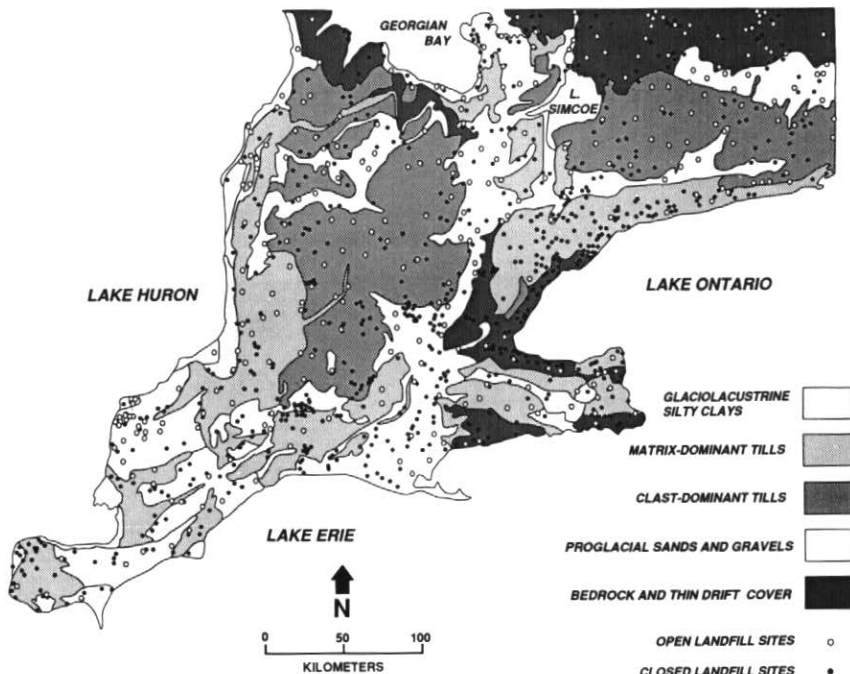 GEORGIAN
BAY
L.
SIMCOE
LAKE HURON
LAKE ONTARIO
GLACIOLACUSTRINE
SILTY CLAYS
MATRIX-DOMINANT TILLS
CLAST-DOMINANT TILLS
PROGLACIAL SANDS AND GRAVELS
LAKE ERIE
BEDROCK AND THIN DRIFT COVER
N
OPEN LANDFILL SITES
0 50 100
KILOMETERS
CLOSED LANDFILL SITES